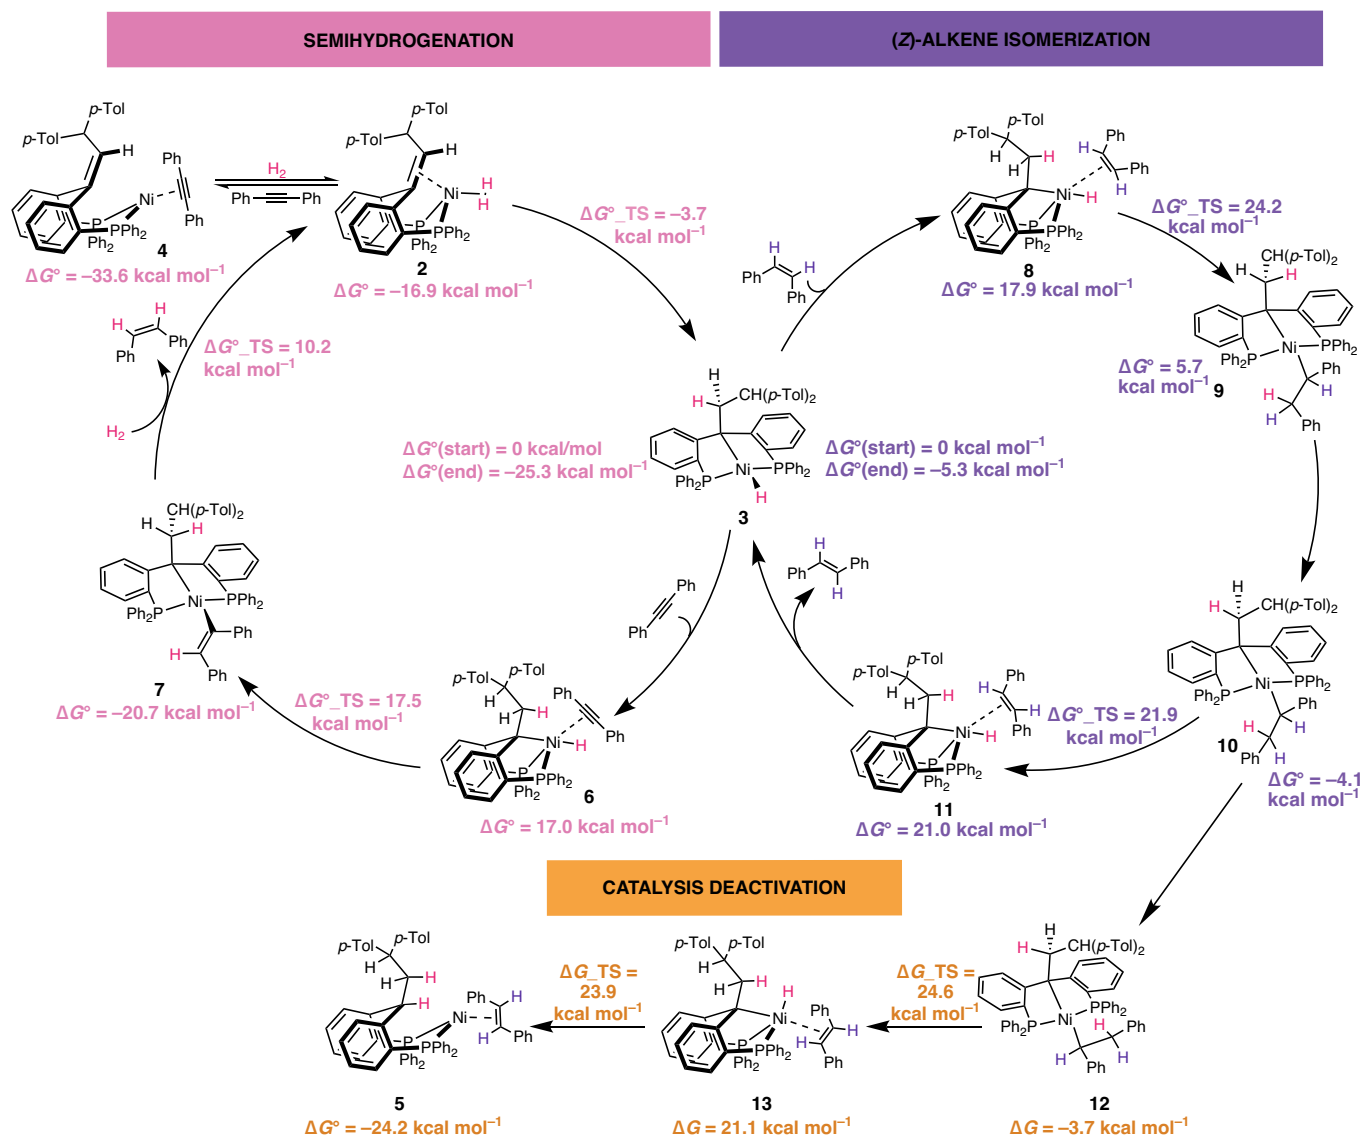 SEMIHYDROGENATION
(Z)-ALKENE ISOMERIZATION
p-Tol
p-Tol
H
Ph
Ni
Ph
P
PPh2
Ph2
4
ΔG° = –33.6 kcal mol–1
H2
Ph
Ph
p-Tol
p-Tol
H
Ni
H
H
P
PPh2
Ph2
2
ΔG° = –16.9 kcal mol–1
ΔG°_TS = –3.7
kcal mol–1
H
H
Ph
Ph
p-Tol
p-Tol
H
H
H
Ni
H
H
Ph
Ph
H
P
PPh2
Ph2
8
ΔG° = 17.9 kcal mol–1
ΔG°_TS = 24.2
kcal mol–1
CH(p-Tol)2
H
H
Ni
Ph2P
PPh2
Ph
H
H
H
Ph
ΔG° = 5.7
kcal mol–1
9
H
H
Ph
Ph
ΔG°_TS = 10.2
kcal mol–1
H2
H
H
CH(p-Tol)2
Ni
Ph2P
PPh2
H
3
ΔG°(start) = 0 kcal/mol
ΔG°(end) = –25.3 kcal mol–1
ΔG°(start) = 0 kcal mol–1
ΔG°(end) = –5.3 kcal mol–1
CH(p-Tol)2
H
H
Ni
Ph2P
PPh2
Ph
H
Ph
7
ΔG° = –20.7 kcal mol–1
ΔG°_TS = 17.5
kcal mol–1
Ph
Ph
p-Tol
p-Tol
H
H
H
Ni
H
Ph
Ph
P
PPh2
Ph2
6
ΔG° = 17.0 kcal mol–1
H
Ph
Ph
H
p-Tol
p-Tol
H
H
H
Ni
H
H
Ph
H
Ph
P
PPh2
Ph2
11
ΔG° = 21.0 kcal mol–1
ΔG°_TS = 21.9
kcal mol–1
H
H
CH(p-Tol)2
Ni
Ph2P
PPh2
Ph
H
H
H
Ph
10
ΔG° = –4.1
kcal mol–1
CATALYSIS DEACTIVATION
p-Tol
p-Tol
H
H
H
H
Ni
Ph
H
H
Ph
P
PPh2
Ph2
5
ΔG° = –24.2 kcal mol–1
ΔG_TS =
23.9
kcal mol–1
p-Tol
p-Tol
H
H
H
H
Ni
Ph
H
H
Ph
P
PPh2
Ph2
13
ΔG = 21.1 kcal mol–1
ΔG_TS =
24.6
kcal mol–1
H
H
CH(p-Tol)2
Ni
Ph2P
PPh2
H
Ph
H
H
Ph
12
ΔG = –3.7 kcal mol–1